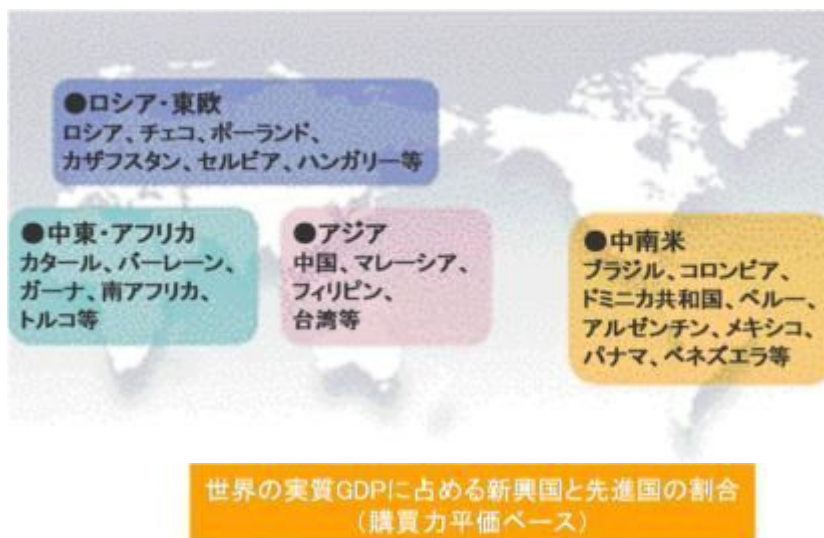 ●ロシア・東欧
ロシア、チェコ、ポーランド、
カザフスタン、セルビア、ハンガリー等
●中東・アフリカ
カタール、バーレーン、
ガーナ、南アフリカ、
トルコ等
●アジア
中国、マレーシア、
フィリピン、
台湾等
●中南米
ブラジル、コロンビア、
ドミニカ共和国、ペルー、
アルゼンチン、メキシコ、
パナマ、ベネズエラ等
世界の実質GDPに占める新興国と先進国の割合
（購買力平価ベース）